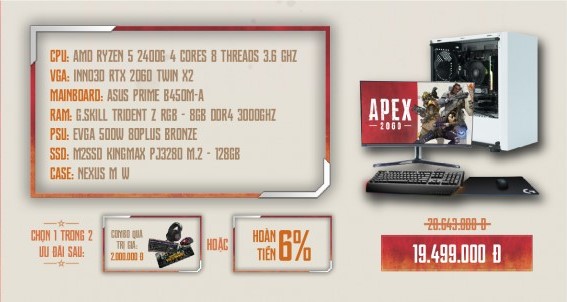 CPU: AMD RYZEN 5 2400G 4 CORES 8 THREADS 3.6 GHZ
VGA: INNO3D RTX 2060 TWIN X2
MAINBOARD: ASUS PRIME B450M-A
RAM: G.SKILL TRIDENT Z RGB - 8GB DDR4 3000GHZ
PSU: EVGA 500W 80PLUS BRONZE
SSD: M2SSD KINGMAX PJ3280 M.2 - 128GB
CASE: NEXUS M W
APEX
2060
CHỌN 1 TRONG 2
ƯU ĐÃI SAU:
COMBO QUÀ
TRỊ GIÁ:
2.000.000 Đ
HOẶC
HOÀN
TIỀN
6%
20.643.000 Đ
19.499.000 Đ